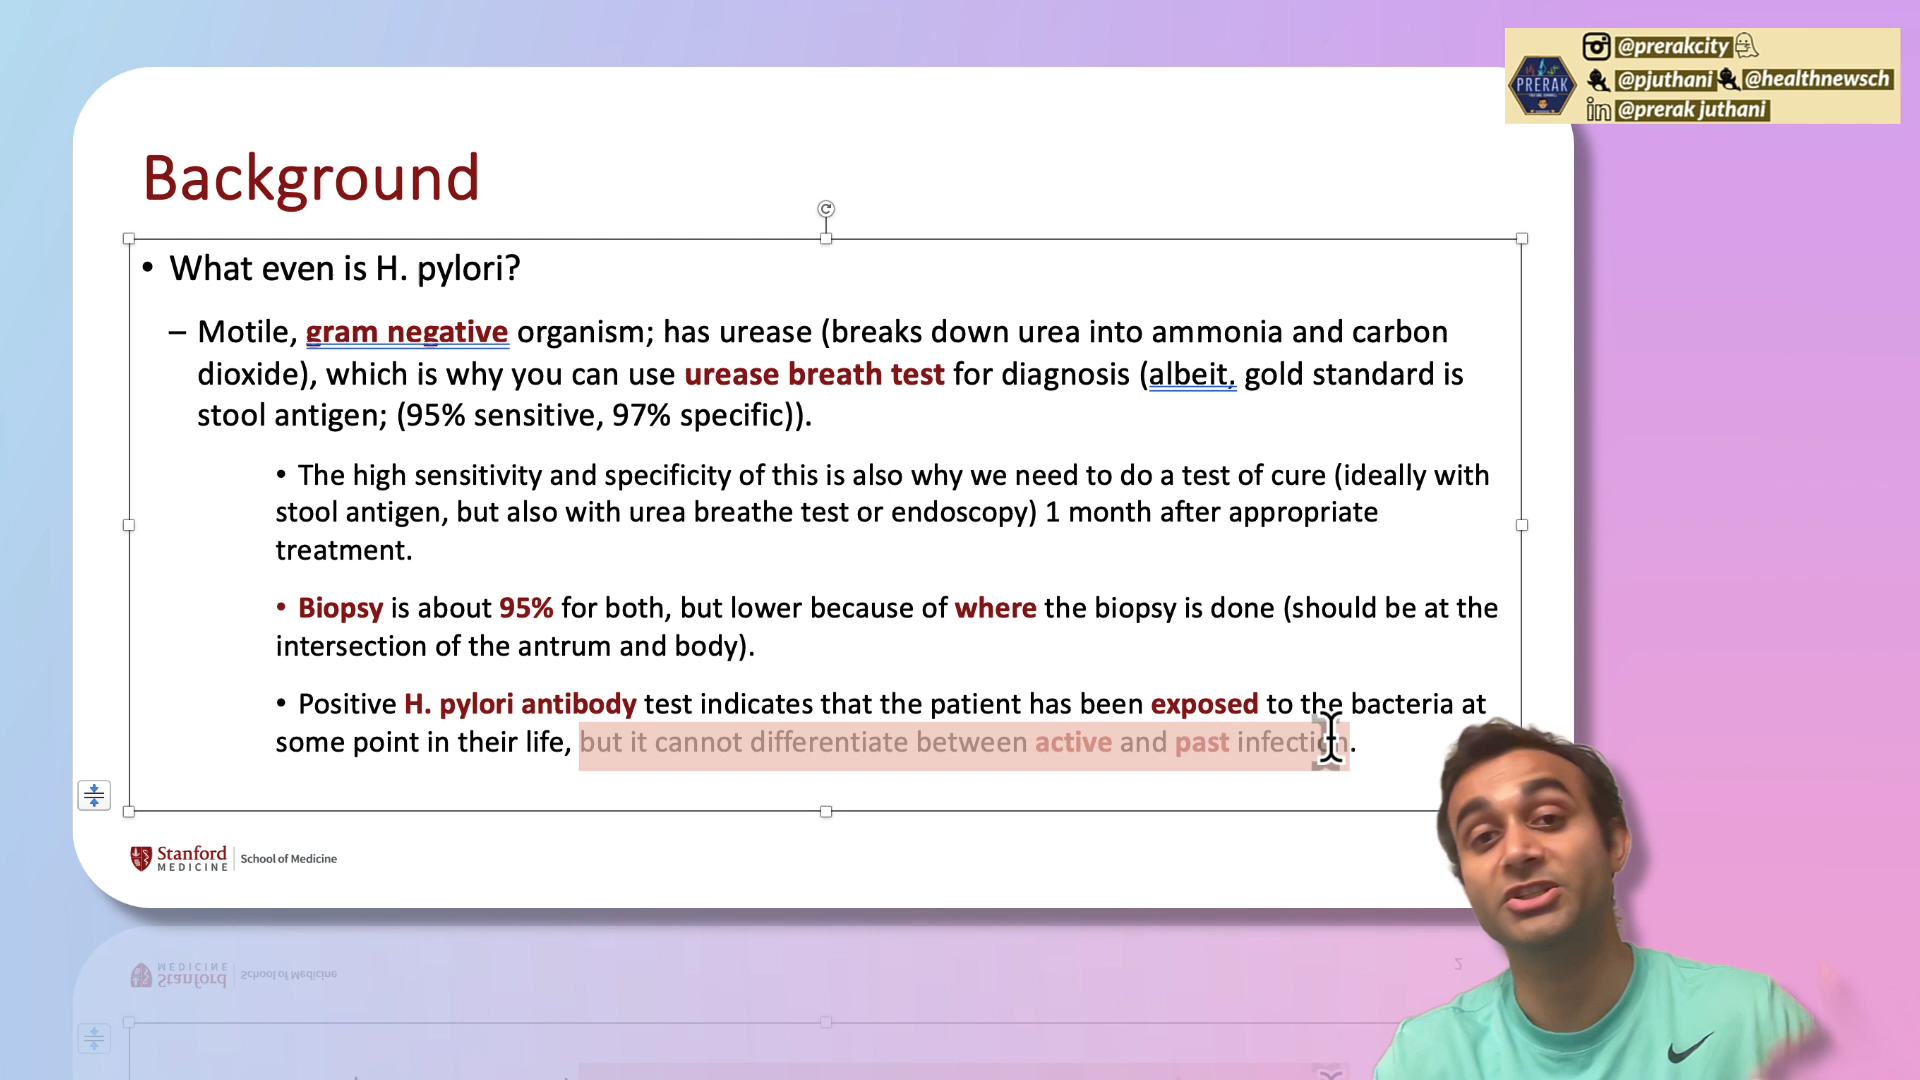 @prerakcity
@pjuthani @healthnewsch
in @prerak juthani
PRERAK
Background
• What even is H. pylori?
– Motile, gram negative organism; has urease (breaks down urea into ammonia and carbon
dioxide), which is why you can use urease breath test for diagnosis (albeit, gold standard is
stool antigen; (95% sensitive, 97% specific)).
• The high sensitivity and specificity of this is also why we need to do a test of cure (ideally with
stool antigen, but also with urea breathe test or endoscopy) 1 month after appropriate
treatment.
• Biopsy is about 95% for both, but lower because of where the biopsy is done (should be at the
intersection of the antrum and body).
• Positive H. pylori antibody test indicates that the patient has been exposed to the bacteria at
some point in their life, but it cannot differentiate between active and past infection.
Stanford
MEDICINE
School of Medicine
MEDICINE
Stanford
School of Medicine
2